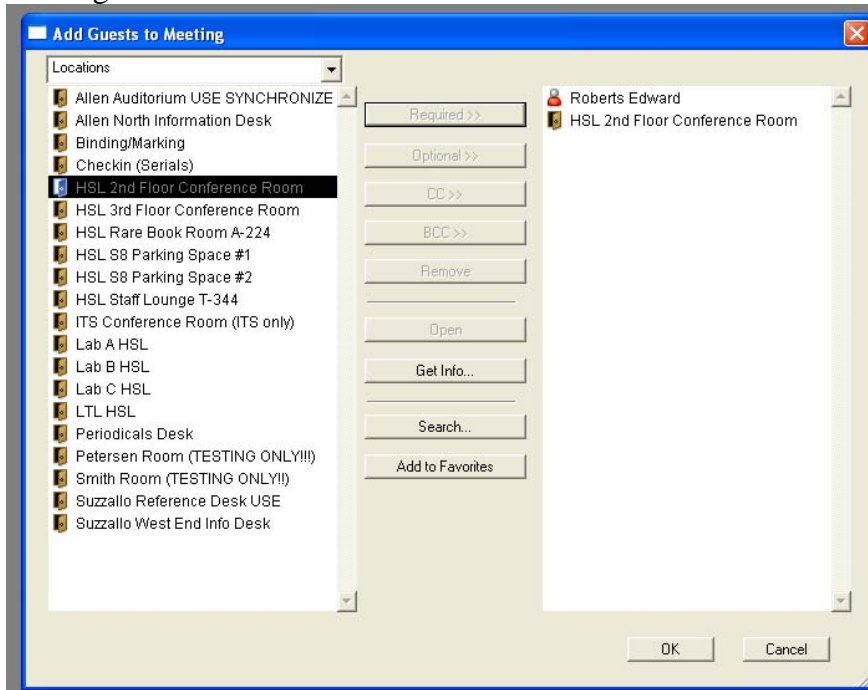 Add Guests to Meeting
Locations
Allen Auditorium USE SYNCHRONIZE
Allen North Information Desk
Binding/Marking
Checkin (Serials)
HSL 2nd Floor Conference Room
HSL 3rd Floor Conference Room
HSL Rare Book Room A-224
HSL S8 Parking Space #1
HSL S8 Parking Space #2
HSL Staff Lounge T-344
ITS Conference Room (ITS only)
Lab A HSL
Lab B HSL
Lab C HSL
LTL HSL
Periodicals Desk
Petersen Room (TESTING ONLY!!!)
Smith Room (TESTING ONLY!!)
Suzzallo Reference Desk USE
Suzzallo West End Info Desk
Required >>
Optional >>
CC >>
BCC >>
Remove
Open
Get Info...
Search...
Add to Favorites
Roberts Edward
HSL 2nd Floor Conference Room
OK
Cancel